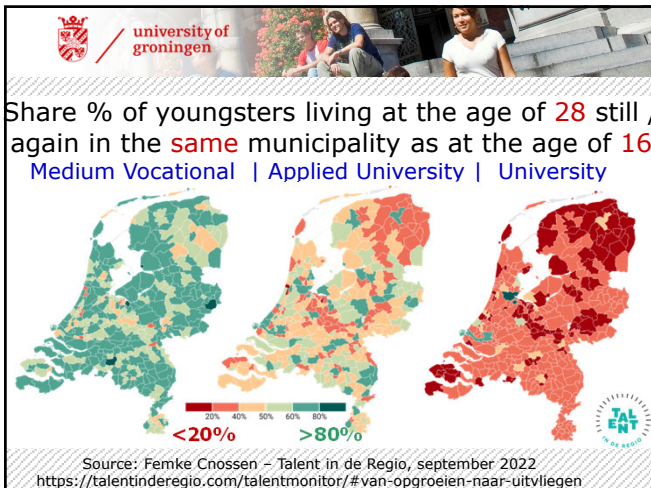 university of
groningen
Share % of youngsters living at the age of 28 still /
again in the same municipality as at the age of 16
Medium Vocational | Applied University | University
20% 40% 50% 60% 80%
<20% >80%
TAL
ENT
IN DE REGIO
Source: Femke Cnossen – Talent in de Regio, september 2022
https://talentinderegio.com/talentmonitor/#van-opgroeien-naar-uitvliegen